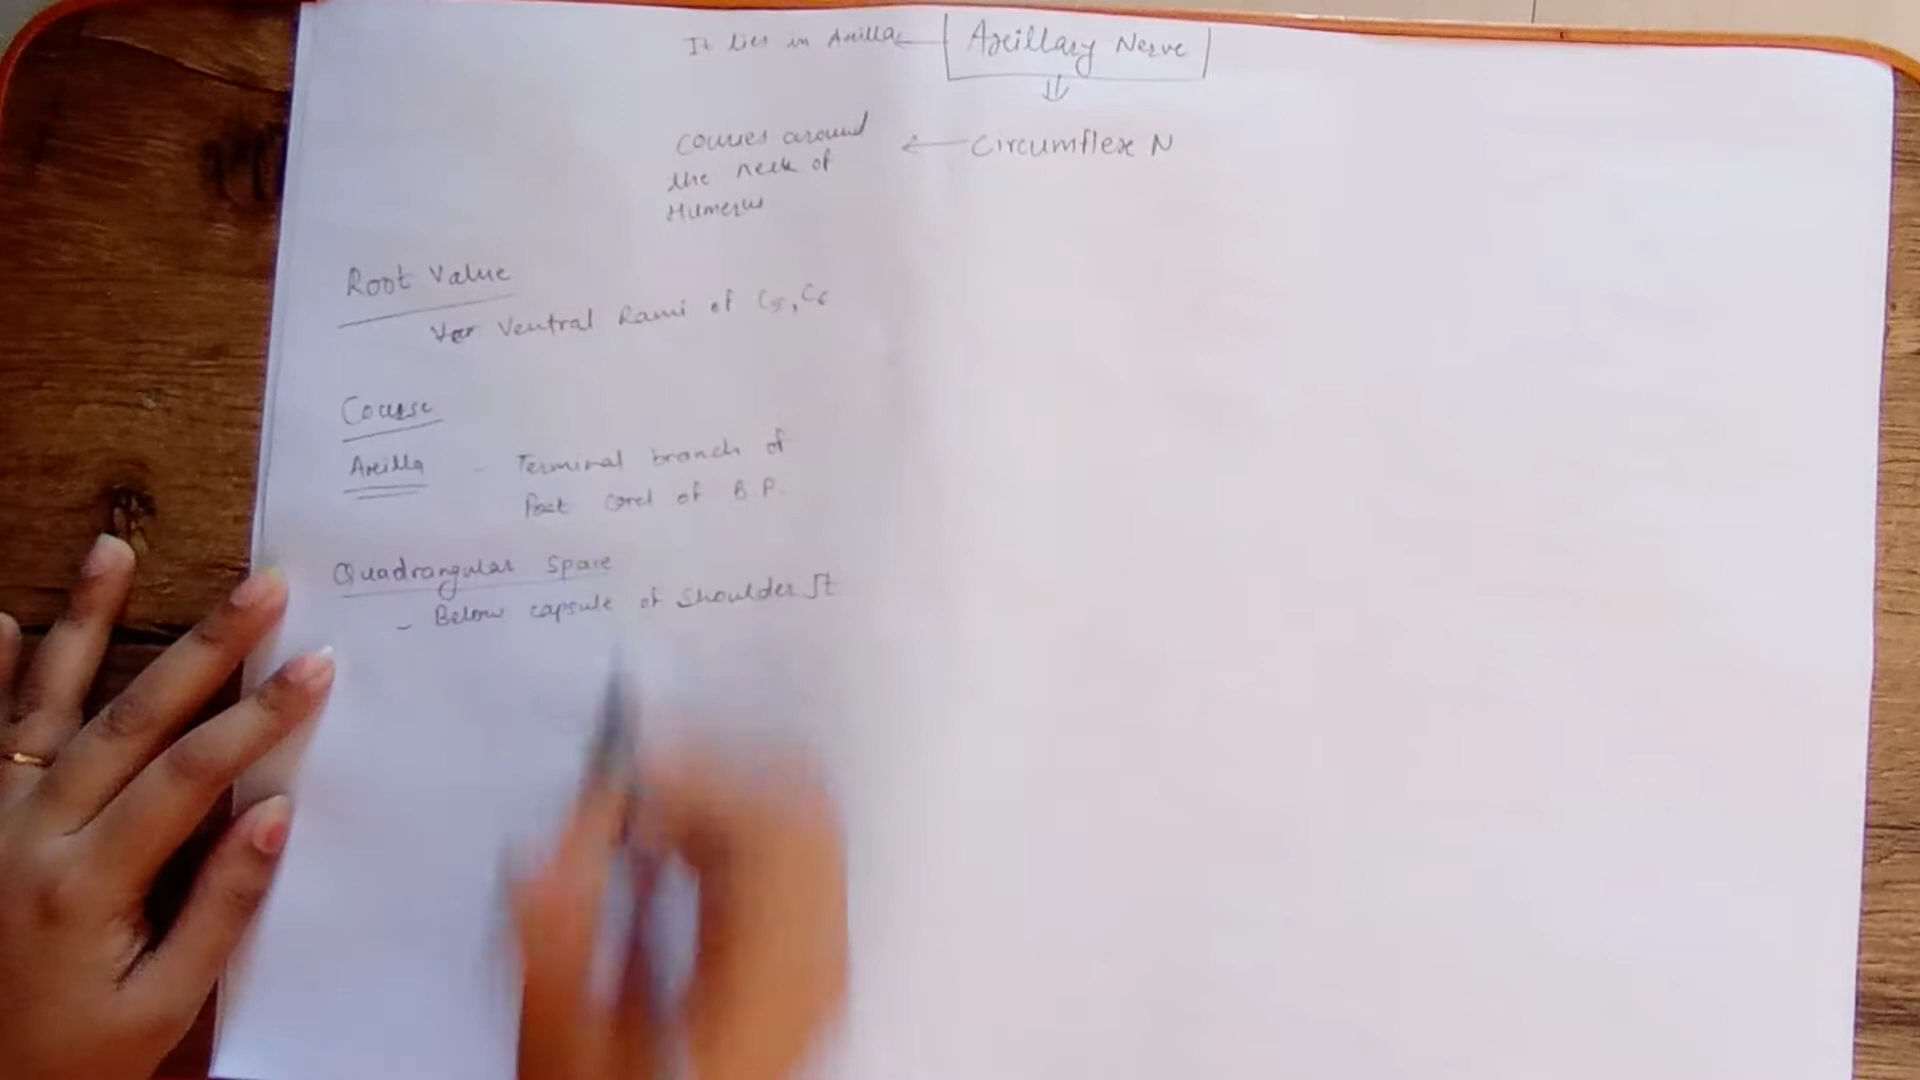 It lies in Axilla
Axillary Nerve
Circumflex N
Courses around
the neck of
Humerus
Root Value
Ver Ventral Rami of C5, C6
Course
Axilla - Terminal branch of
Post cord of B.P.
Quadrangular Space
- Below capsule of Shoulder Jt